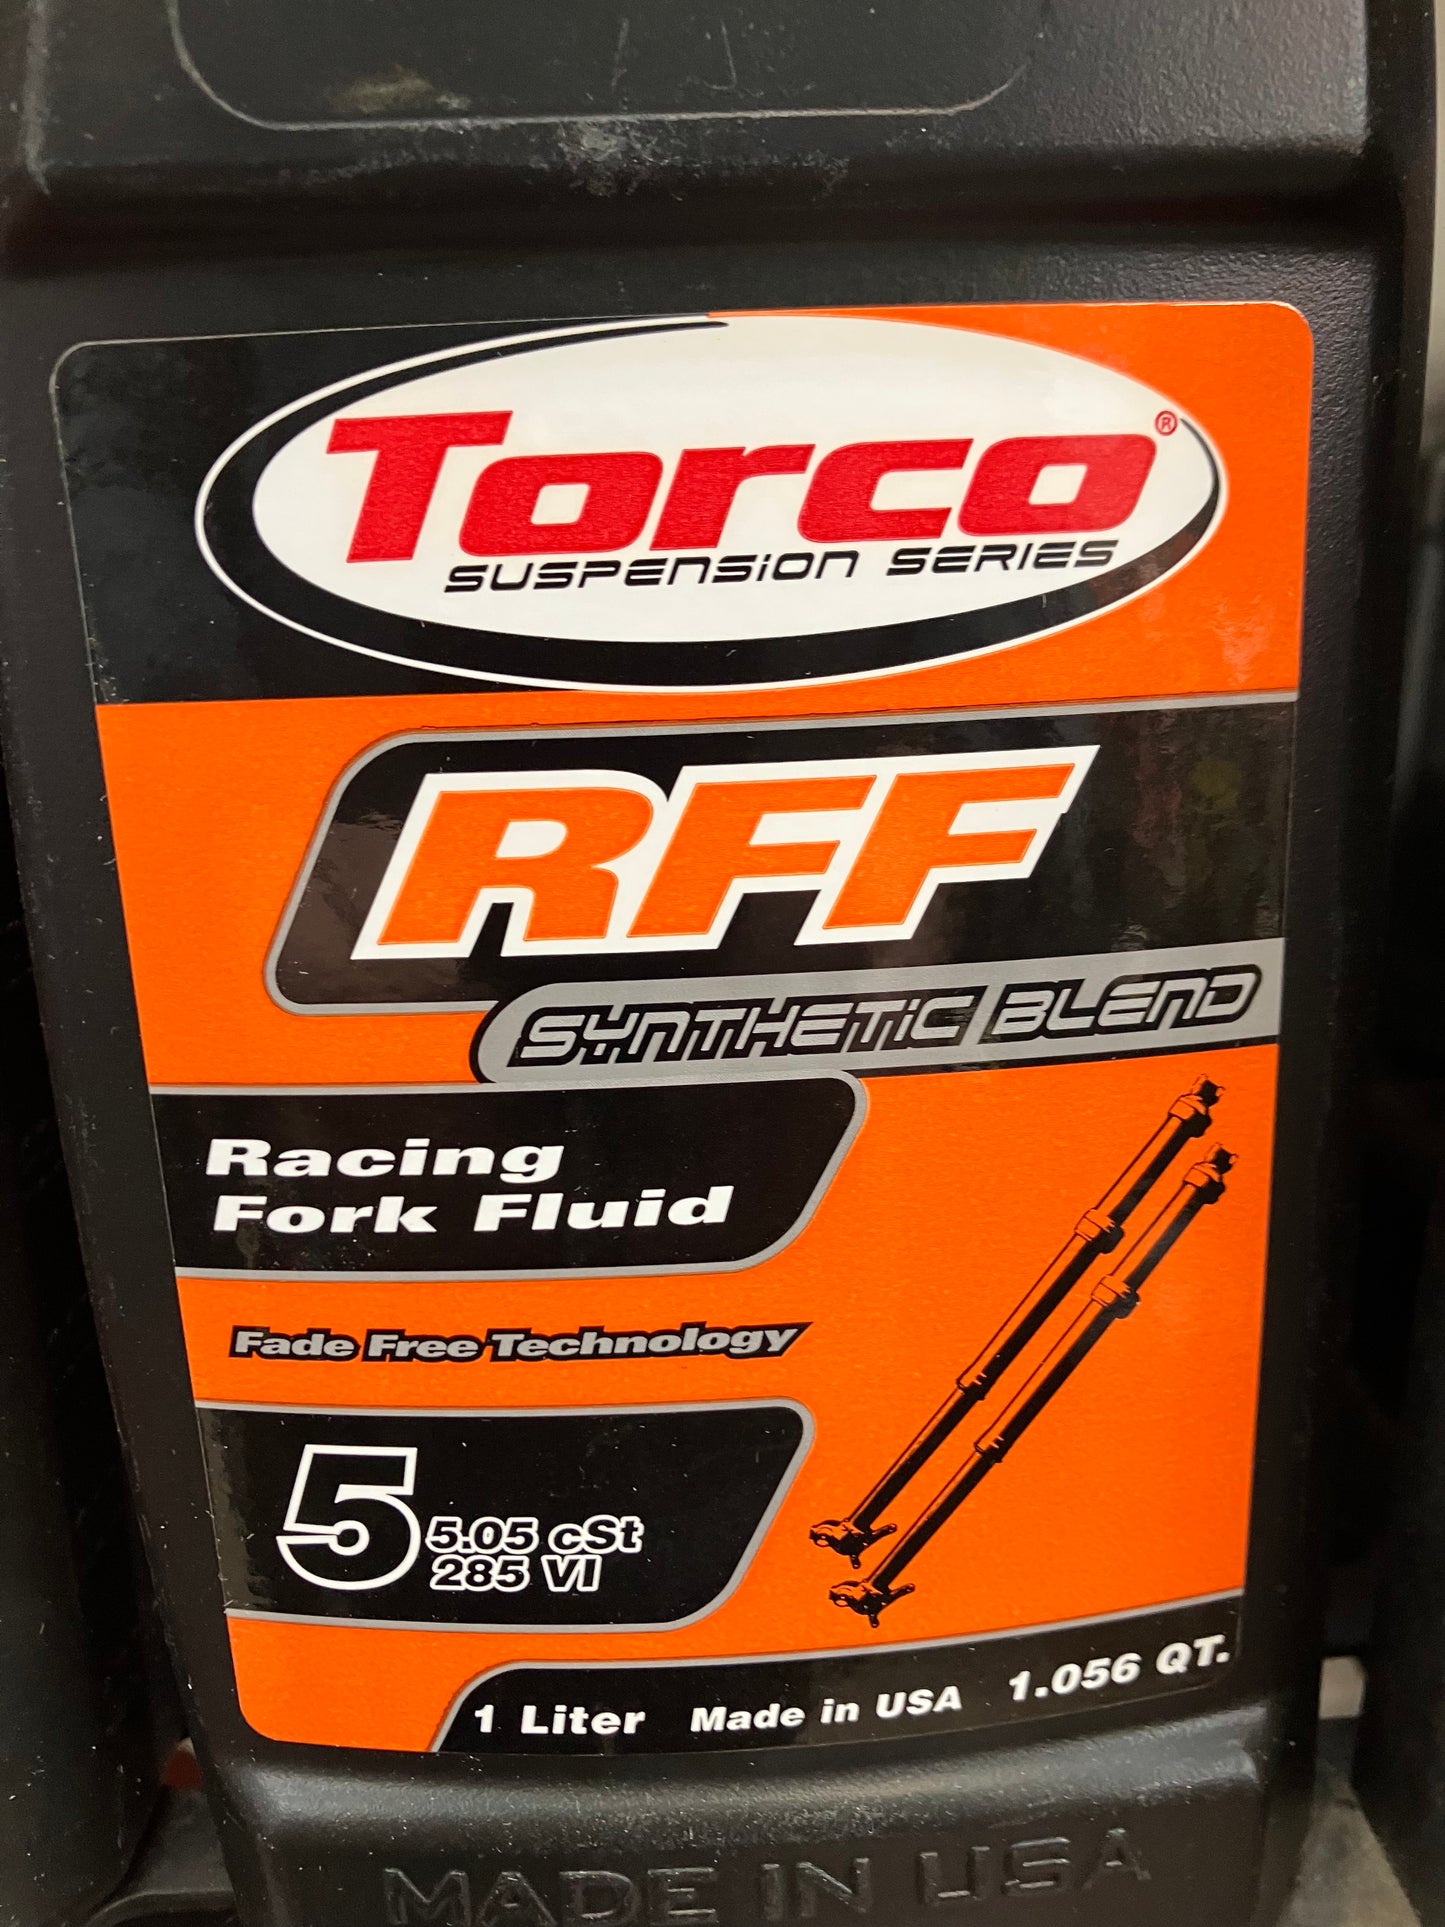 Torco®
SUSPENSION SERIES
RFF
SYNTHETIC BLEND
Racing
Fork Fluid
Fade Free Technology
5
5.05 cSt
285 VI
1 Liter Made in USA 1.056 QT.
MADE IN USA